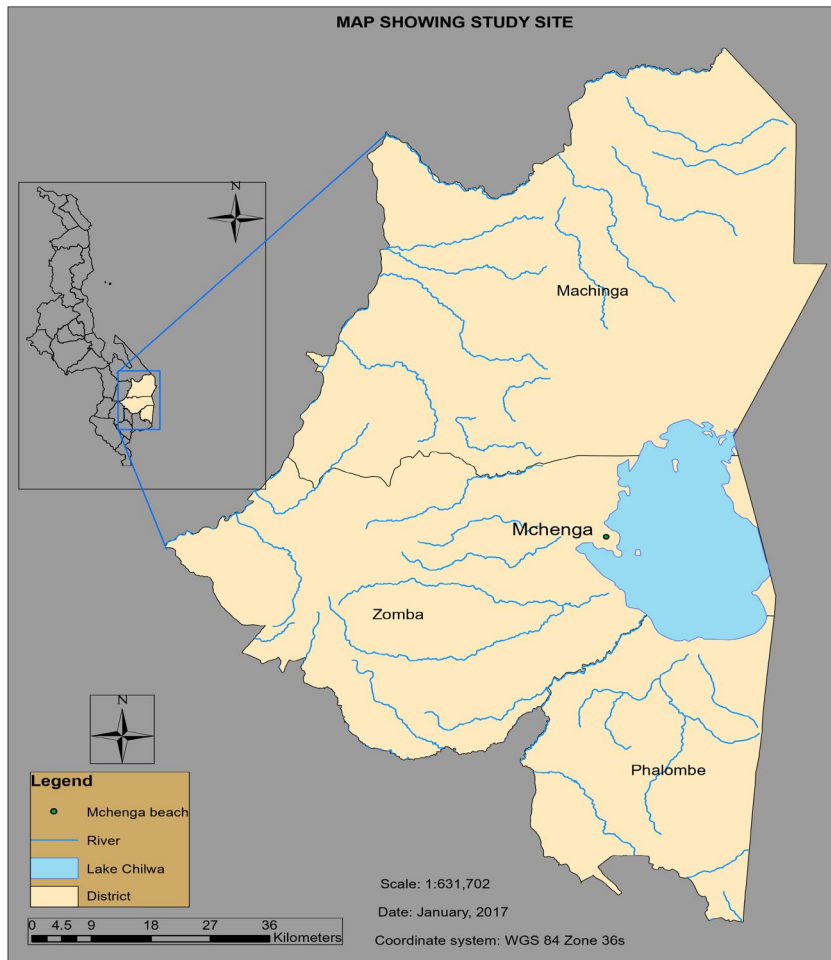 MAP SHOWING STUDY SITE
N
Machinga
Mchenga
Zomba
Phalombe
N
Legend
Mchenga beach
River
Lake Chilwa
District
0 4.5 9 18 27 36
Kilometers
Scale: 1:631,702
Date: January, 2017
Coordinate system: WGS 84 Zone 36s